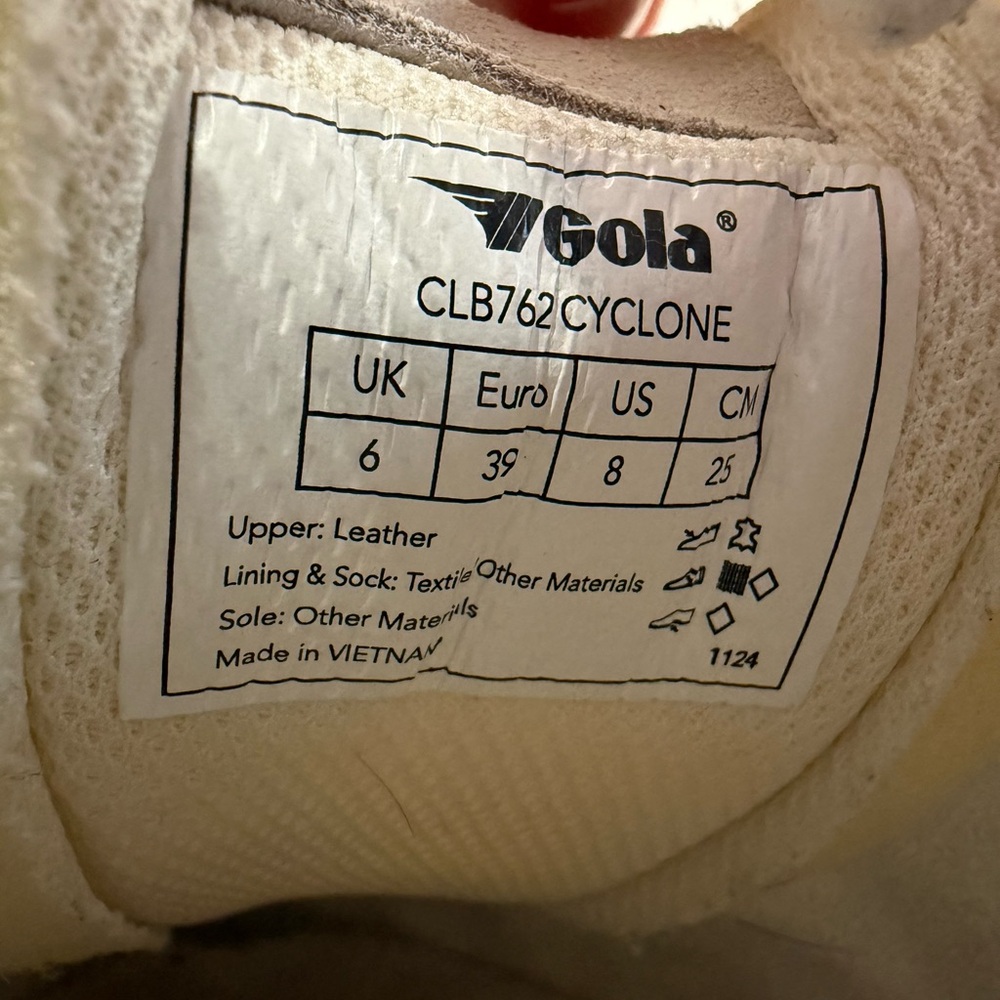 Gola®
CLB762 CYCLONE
UK Euro US CM
6 39 8 25
Upper: Leather
Lining & Sock: Textile/Other Materials
Sole: Other Materials
Made in VIETNAM
1124